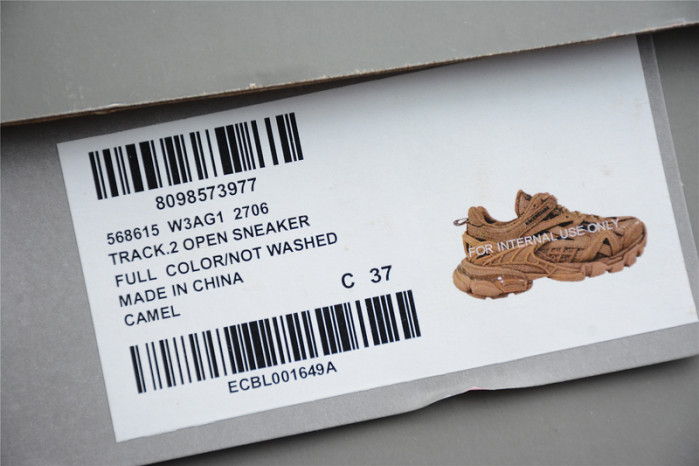 8098573977
568615 W3AG1 2706
TRACK.2 OPEN SNEAKER
FULL COLOR/NOT WASHED
MADE IN CHINA
CAMEL
C 37
ECBL001649A
FOR INTERNAL USE ONLY